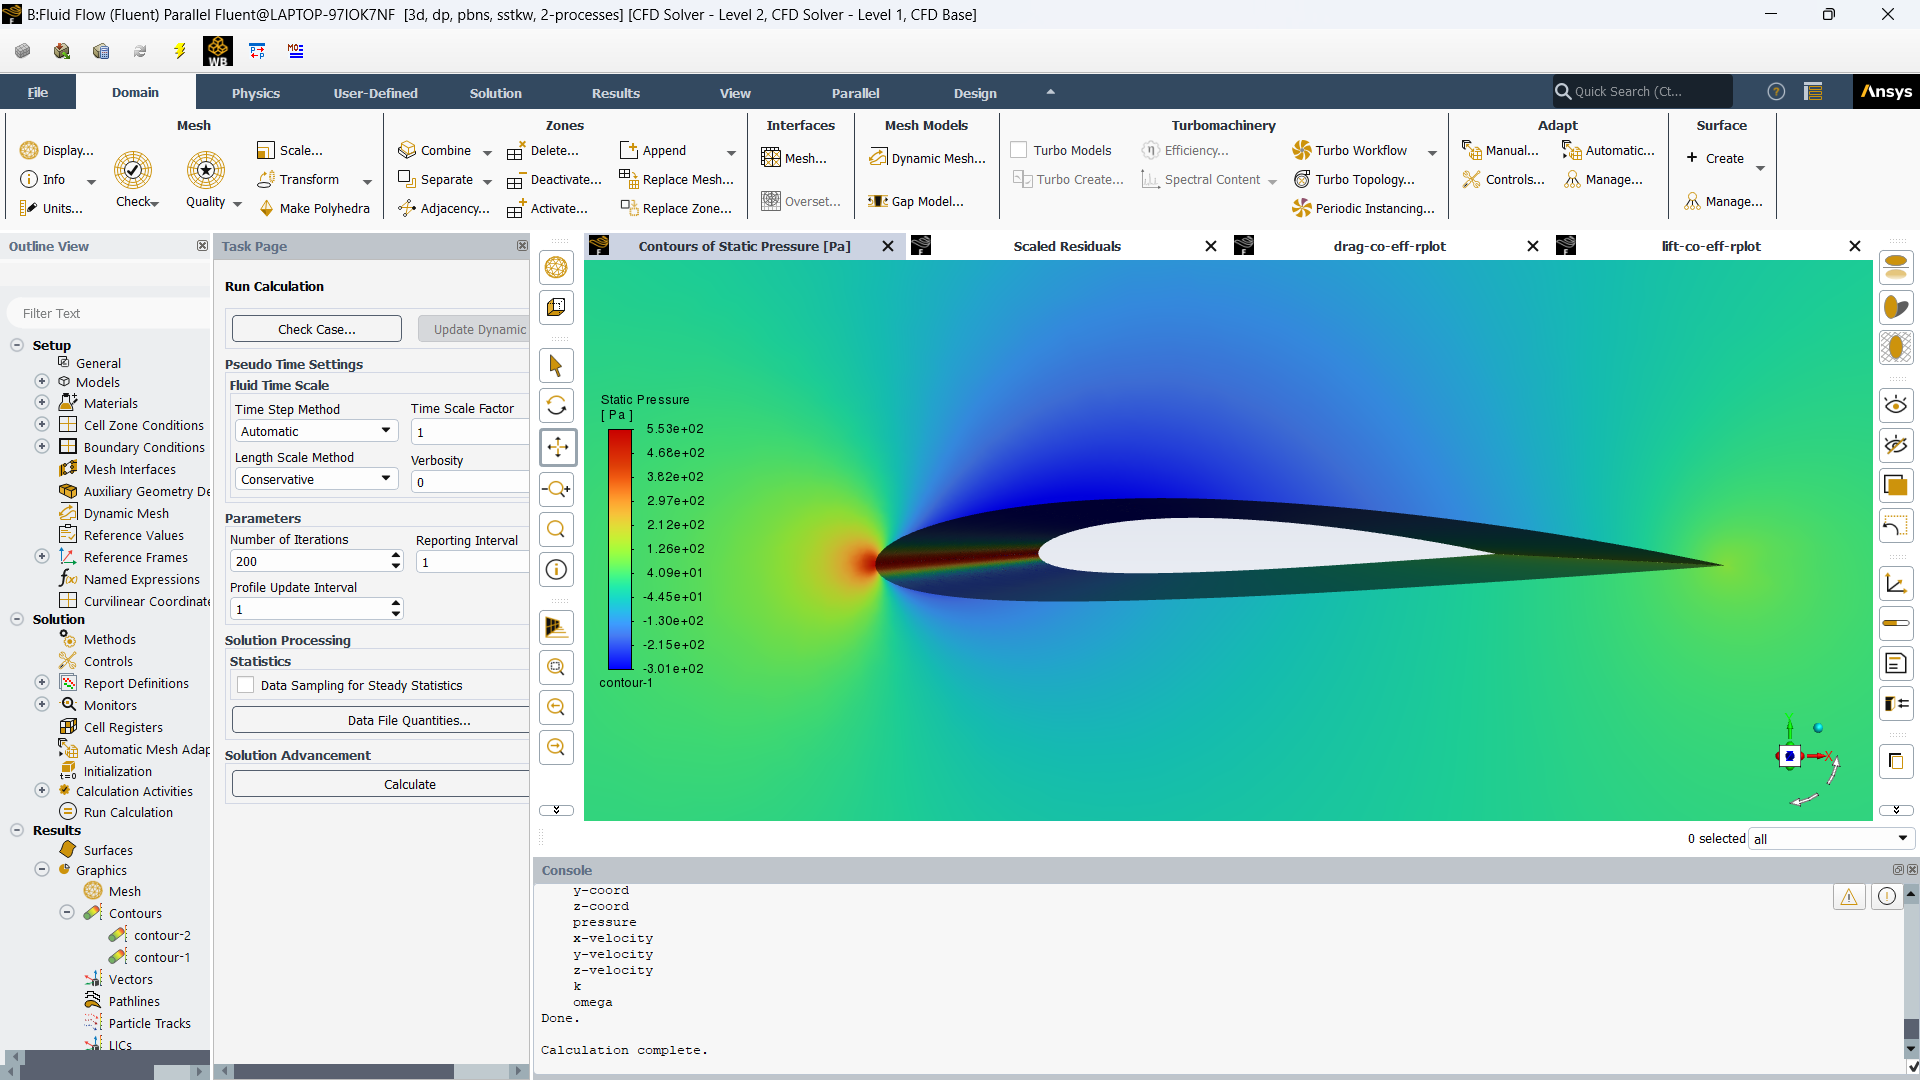 B:Fluid Flow (Fluent) Parallel Fluent@LAPTOP-97IOK7NF [3d, dp, pbns, sstkw, 2-processes] [CFD Solver - Level 2, CFD Solver - Level 1, CFD Base]
WB
File
Domain
Physics
User-Defined
Solution
Results
View
Parallel
Design
Quick Search (Ct...
Ansys
Mesh
Display...
Info
Units...
Check
Quality
Scale...
Transform
Make Polyhedra
Zones
Combine
Separate
Adjacency...
Delete...
Deactivate...
Activate...
Append
Replace Mesh...
Replace Zone...
Interfaces
Mesh...
Overset...
Mesh Models
Dynamic Mesh...
Gap Model...
Turbomachinery
Turbo Models
Turbo Create...
Efficiency...
Spectral Content
Turbo Workflow
Turbo Topology...
Periodic Instancing...
Adapt
Manual...
Controls...
Automatic...
Manage...
Surface
Create
Manage...
Outline View
Filter Text
Setup
General
Models
Materials
Cell Zone Conditions
Boundary Conditions
Mesh Interfaces
Auxiliary Geometry De
Dynamic Mesh
Reference Values
Reference Frames
Named Expressions
Curvilinear Coordinate
Solution
Methods
Controls
Report Definitions
Monitors
Cell Registers
Automatic Mesh Adap
Initialization
Calculation Activities
Run Calculation
Results
Surfaces
Graphics
Mesh
Contours
contour-2
contour-1
Vectors
Pathlines
Particle Tracks
LICs
Task Page
Run Calculation
Check Case...
Update Dynamic
Pseudo Time Settings
Fluid Time Scale
Time Step Method
Time Scale Factor
Automatic
1
Length Scale Method
Verbosity
Conservative
0
Parameters
Number of Iterations
Reporting Interval
200
1
Profile Update Interval
1
Solution Processing
Statistics
Data Sampling for Steady Statistics
Data File Quantities...
Solution Advancement
Calculate
Contours of Static Pressure [Pa]
Scaled Residuals
drag-co-eff-rplot
lift-co-eff-rplot
Static Pressure
[ Pa ]
5.53e+02
4.68e+02
3.82e+02
2.97e+02
2.12e+02
1.26e+02
4.09e+01
-4.45e+01
-1.30e+02
-2.15e+02
-3.01e+02
contour-1
X
0 selected
all
Console
y-coord
z-coord
pressure
x-velocity
y-velocity
z-velocity
k
omega
Done.
Calculation complete.